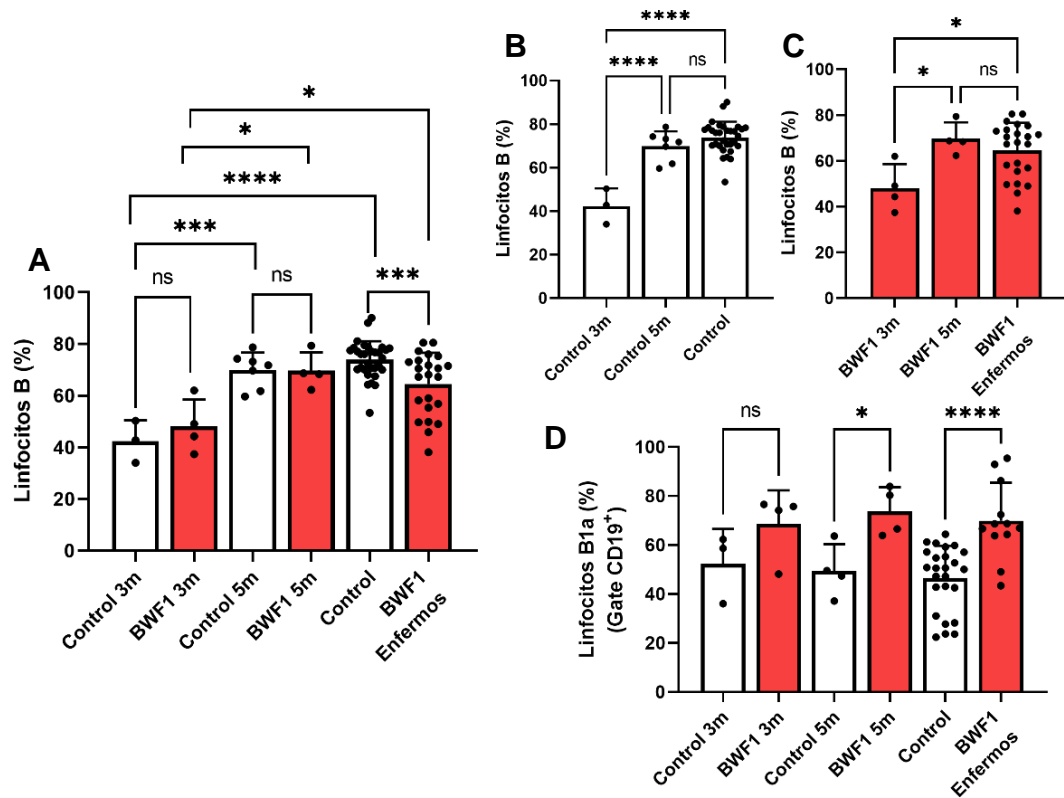 A
*
*
****
***
ns
ns
***
Linfocitos B (%)
100
80
60
40
20
0
Control 3m
BWF1 3m
Control 5m
BWF1 5m
Control
BWF1
Enfermos
B
****
****
ns
Linfocitos B (%)
100
80
60
40
20
0
Control 3m
Control 5m
Control
C
*
*
ns
Linfocitos B (%)
100
80
60
40
20
0
BWF1 3m
BWF1 5m
BWF1
Enfermos
D
ns
*
****
Linfocitos B1a (%)
(Gate CD19+)
100
80
60
40
20
0
Control 3m
BWF1 3m
Control 5m
BWF1 5m
Control
BWF1
Enfermos